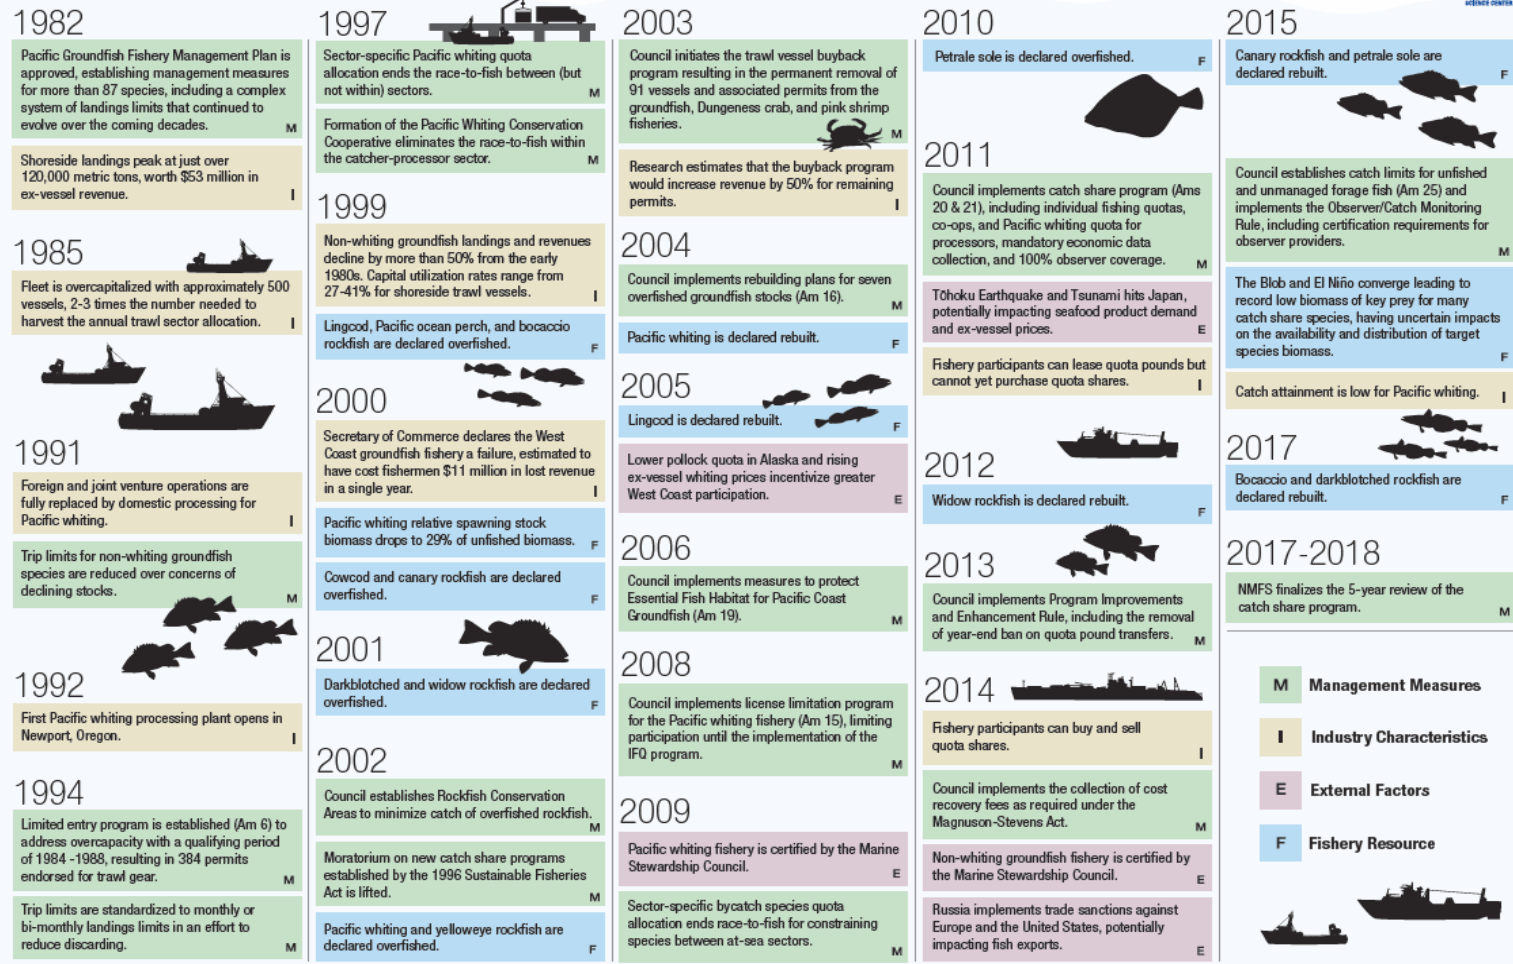 1982
Pacific Groundfish Fishery Management Plan is
approved, establishing management measures
for more than 87 species, including a complex
system of landings limits that continued to
evolve over the coming decades.
M
Shoreside landings peak at just over
120,000 metric tons, worth $53 million in
ex-vessel revenue.
I
1985
Fleet is overcapitalized with approximately 500
vessels, 2-3 times the number needed to
harvest the annual trawl sector allocation.
I
1991
Foreign and joint venture operations are
fully replaced by domestic processing for
Pacific whiting.
I
Trip limits for non-whiting groundfish
species are reduced over concerns of
declining stocks.
M
1992
First Pacific whiting processing plant opens in
Newport, Oregon.
I
1994
Limited entry program is established (Am 6) to
address overcapacity with a qualifying period
of 1984 -1988, resulting in 384 permits
endorsed for trawl gear.
M
Trip limits are standardized to monthly or
bi-monthly landings limits in an effort to
reduce discarding.
M
1997
Sector-specific Pacific whiting quota
allocation ends the race-to-fish between (but
not within) sectors.
M
Formation of the Pacific Whiting Conservation
Cooperative eliminates the race-to-fish within
the catcher-processor sector.
M
1999
Non-whiting groundfish landings and revenues
decline by more than 50% from the early
1980s. Capital utilization rates range from
27-41% for shoreside trawl vessels.
I
Lingcod, Pacific ocean perch, and bocaccio
rockfish are declared overfished.
F
2000
Secretary of Commerce declares the West
Coast groundfish fishery a failure, estimated to
have cost fishermen $11 million in lost revenue
in a single year.
I
Pacific whiting relative spawning stock
biomass drops to 29% of unfished biomass.
F
Cowcod and canary rockfish are declared
overfished.
F
2001
Darkblotched and widow rockfish are declared
overfished.
F
2002
Council establishes Rockfish Conservation
Areas to minimize catch of overfished rockfish.
M
Moratorium on new catch share programs
established by the 1996 Sustainable Fisheries
Act is lifted.
M
Pacific whiting and yelloweye rockfish are
declared overfished.
F
2003
Council initiates the trawl vessel buyback
program resulting in the permanent removal of
91 vessels and associated permits from the
groundfish, Dungeness crab, and pink shrimp
fisheries.
M
Research estimates that the buyback program
would increase revenue by 50% for remaining
permits.
I
2004
Council implements rebuilding plans for seven
overfished groundfish stocks (Am 16).
M
Pacific whiting is declared rebuilt.
F
2005
Lingcod is declared rebuilt.
F
Lower pollock quota in Alaska and rising
ex-vessel whiting prices incentivize greater
West Coast participation.
E
2006
Council implements measures to protect
Essential Fish Habitat for Pacific Coast
Groundfish (Am 19).
M
2008
Council implements license limitation program
for the Pacific whiting fishery (Am 15), limiting
participation until the implementation of the
IFQ program.
M
2009
Pacific whiting fishery is certified by the Marine
Stewardship Council.
E
Sector-specific bycatch species quota
allocation ends race-to-fish for constraining
species between at-sea sectors.
M
2010
Petrale sole is declared overfished.
F
2011
Council implements catch share program (Ams
20 & 21), including individual fishing quotas,
co-ops, and Pacific whiting quota for
processors, mandatory economic data
collection, and 100% observer coverage.
M
Tōhoku Earthquake and Tsunami hits Japan,
potentially impacting seafood product demand
and ex-vessel prices.
E
Fishery participants can lease quota pounds but
cannot yet purchase quota shares.
I
2012
Widow rockfish is declared rebuilt.
F
2013
Council implements Program Improvements
and Enhancement Rule, including the removal
of year-end ban on quota pound transfers.
M
2014
Fishery participants can buy and sell
quota shares.
I
Council implements the collection of cost
recovery fees as required under the
Magnuson-Stevens Act.
M
Non-whiting groundfish fishery is certified by
the Marine Stewardship Council.
E
Russia implements trade sanctions against
Europe and the United States, potentially
impacting fish exports.
E
SCIENCE CENTER
2015
Canary rockfish and petrale sole are
declared rebuilt.
F
Council establishes catch limits for unfished
and unmanaged forage fish (Am 25) and
implements the Observer/Catch Monitoring
Rule, including certification requirements for
observer providers.
M
The Blob and El Niño converge leading to
record low biomass of key prey for many
catch share species, having uncertain impacts
on the availability and distribution of target
species biomass.
F
Catch attainment is low for Pacific whiting.
I
2017
Bocaccio and darkblotched rockfish are
declared rebuilt.
F
2017-2018
NMFS finalizes the 5-year review of the
catch share program.
M
M Management Measures
I Industry Characteristics
E External Factors
F Fishery Resource